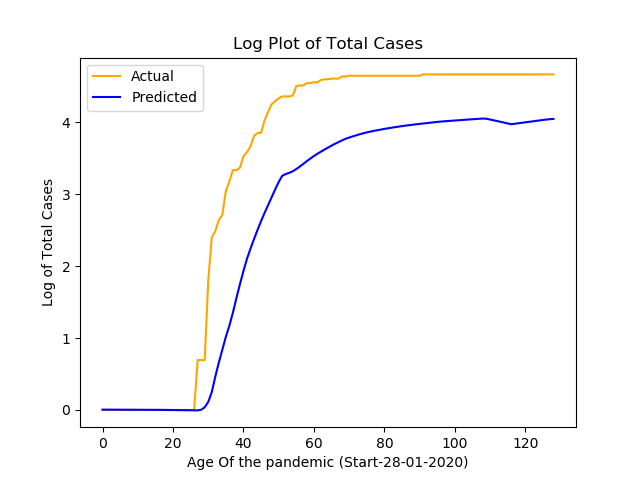 Log Plot of Total Cases
Actual
Predicted
Log of Total Cases
4
3
2
1
0
0 20 40 60 80 100 120
Age Of the pandemic (Start-28-01-2020)